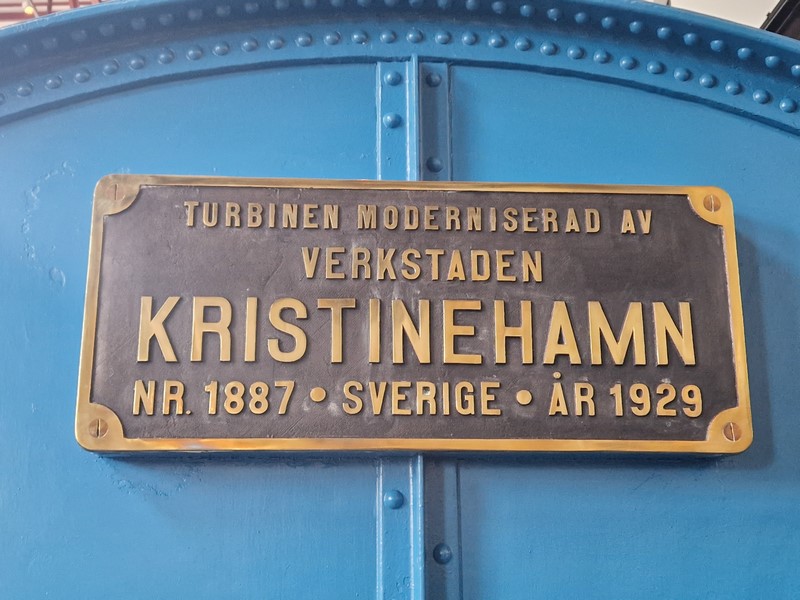 TURBINEN MODERNISERAD AV
VERKSTADEN
KRISTINEHAMN
NR. 1887 • SVERIGE • ÅR 1929